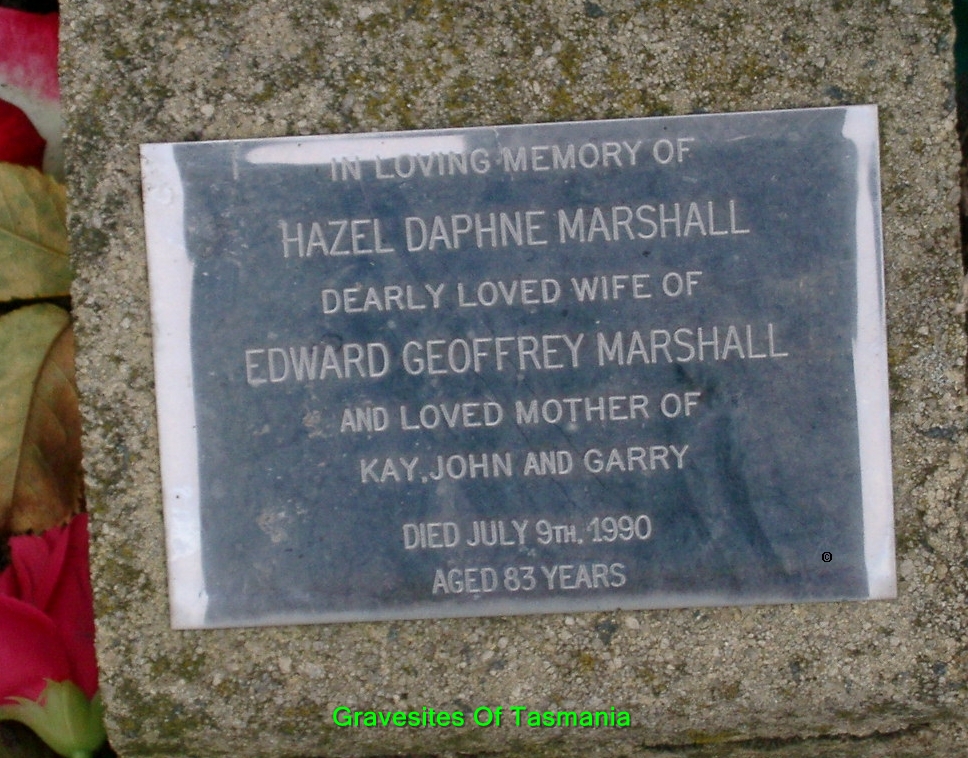 IN LOVING MEMORY OF
HAZEL DAPHNE MARSHALL
DEARLY LOVED WIFE OF
EDWARD GEOFFREY MARSHALL
AND LOVED MOTHER OF
KAY, JOHN AND GARRY
DIED JULY 9TH, 1990
AGED 83 YEARS
©
Gravesites Of Tasmania